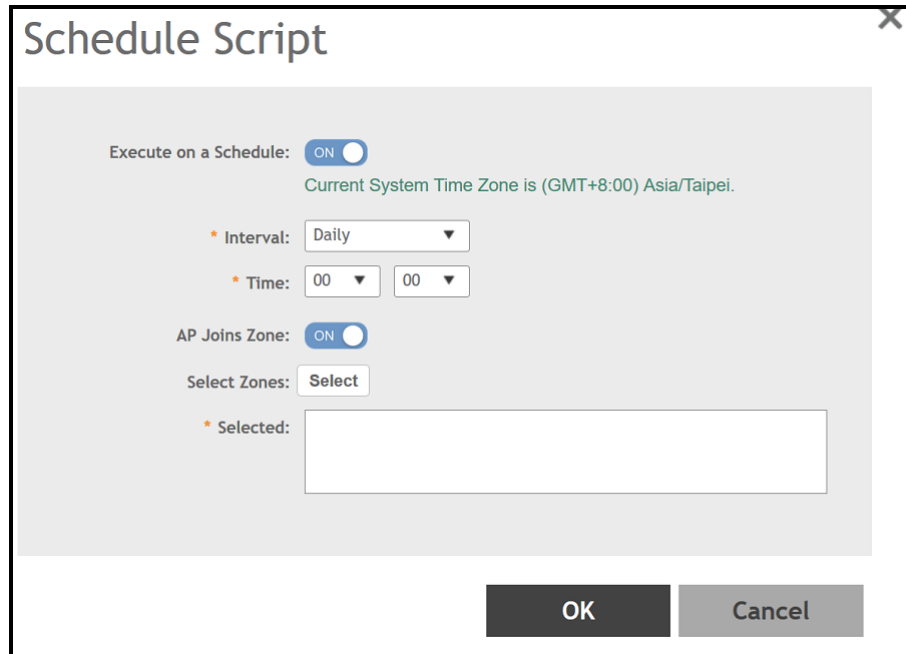 Schedule Script
Execute on a Schedule: ON
Current System Time Zone is (GMT+8:00) Asia/Taipei.
* Interval: Daily
* Time: 00 00
AP Joins Zone: ON
Select Zones: Select
* Selected:
OK Cancel